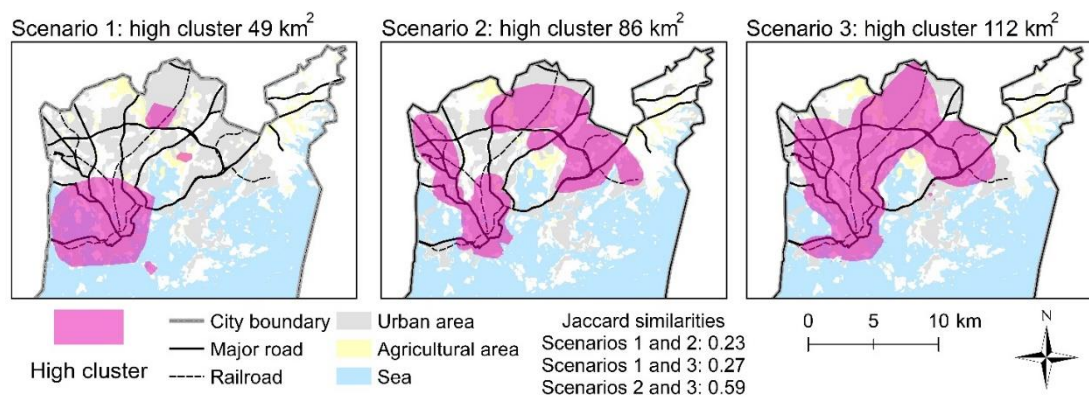 Scenario 1: high cluster 49 km²
Scenario 2: high cluster 86 km²
Scenario 3: high cluster 112 km²
High cluster
City boundary
Major road
Railroad
Urban area
Agricultural area
Sea
Jaccard similarities
Scenarios 1 and 2: 0.23
Scenarios 1 and 3: 0.27
Scenarios 2 and 3: 0.59
0 5 10 km
N